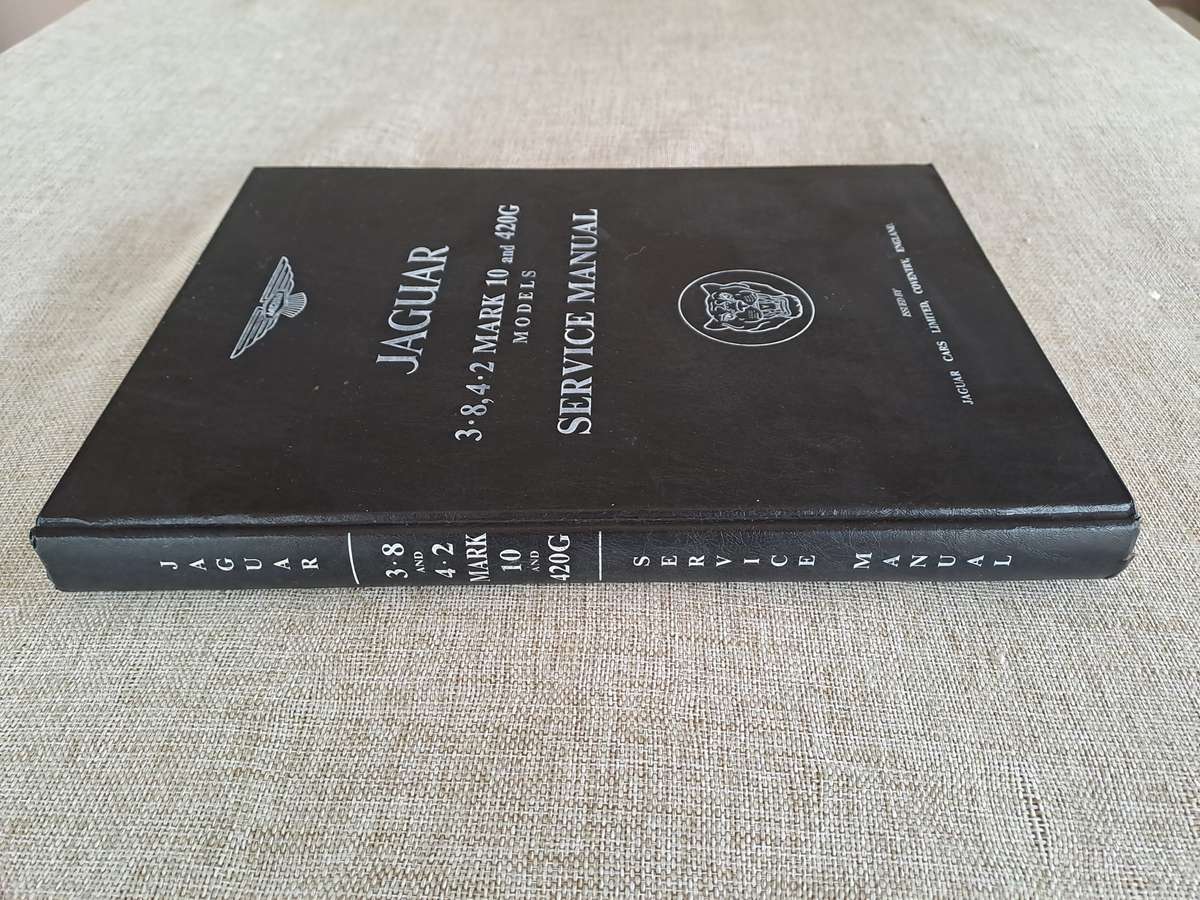 JAGUAR
JAGUAR
3·8, 4·2 MARK 10 and 420G
MODELS
SERVICE MANUAL
ISSUED BY
JAGUAR CARS LIMITED, COVENTRY, ENGLAND.
JAGUAR
3·8
AND
4·2
MARK
10
AND
420G
SERVICE MANUAL